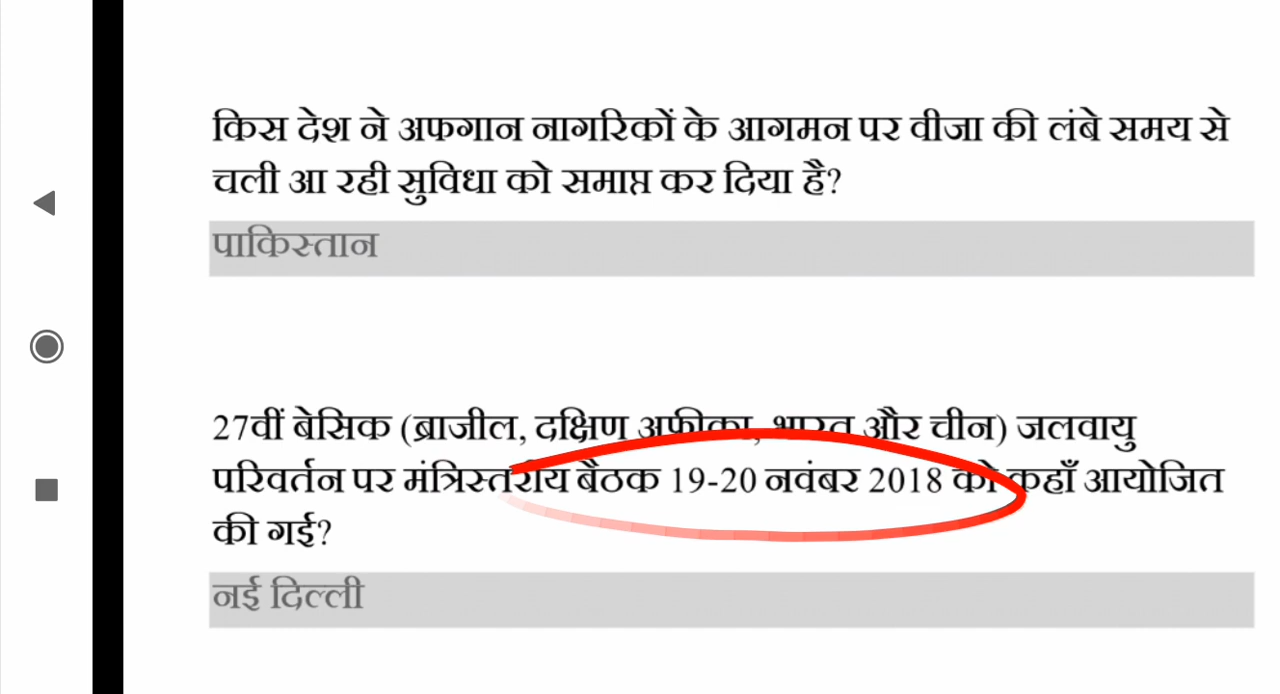 किस देश ने अफगान नागरिकों के आगमन पर वीजा की लंबे समय से
चली आ रही सुविधा को समाप्त कर दिया है?
पाकिस्तान
27वीं बेसिक (ब्राजील, दक्षिण अफ्रीका, भारत और चीन) जलवायु
परिवर्तन पर मंत्रिस्तरीय बैठक 19-20 नवंबर 2018 को कहाँ आयोजित
की गई?
नई दिल्ली